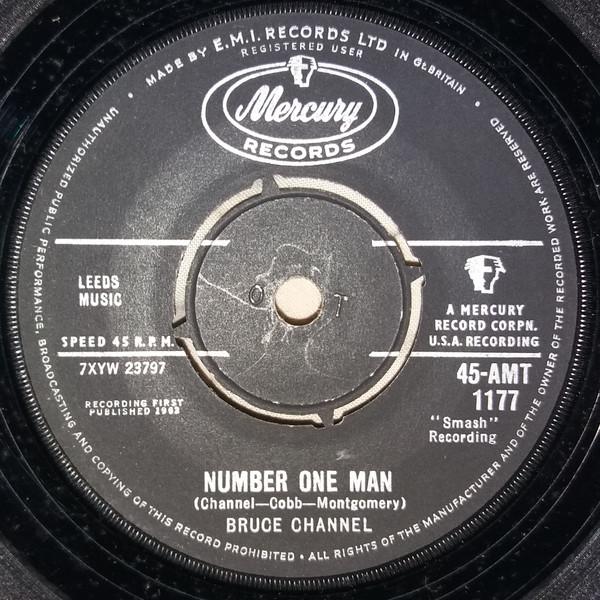 MADE BY E.M.I. RECORDS LTD IN GT BRITAIN
REGISTERED USER
Mercury
RECORDS
LEEDS
MUSIC
SPEED 45 R.P.M.
7XYW 23797
RECORDING FIRST
PUBLISHED 1962
O T
A MERCURY
RECORD CORPN.
U.S.A. RECORDING
45-AMT
1177
"Smash"
Recording
NUMBER ONE MAN
(Channel—Cobb—Montgomery)
BRUCE CHANNEL
UNAUTHORIZED PUBLIC PERFORMANCE, BROADCASTING AND COPYING OF THIS RECORD PROHIBITED • ALL RIGHTS OF THE MANUFACTURER AND OF THE OWNER OF THE RECORDED WORK ARE RESERVED